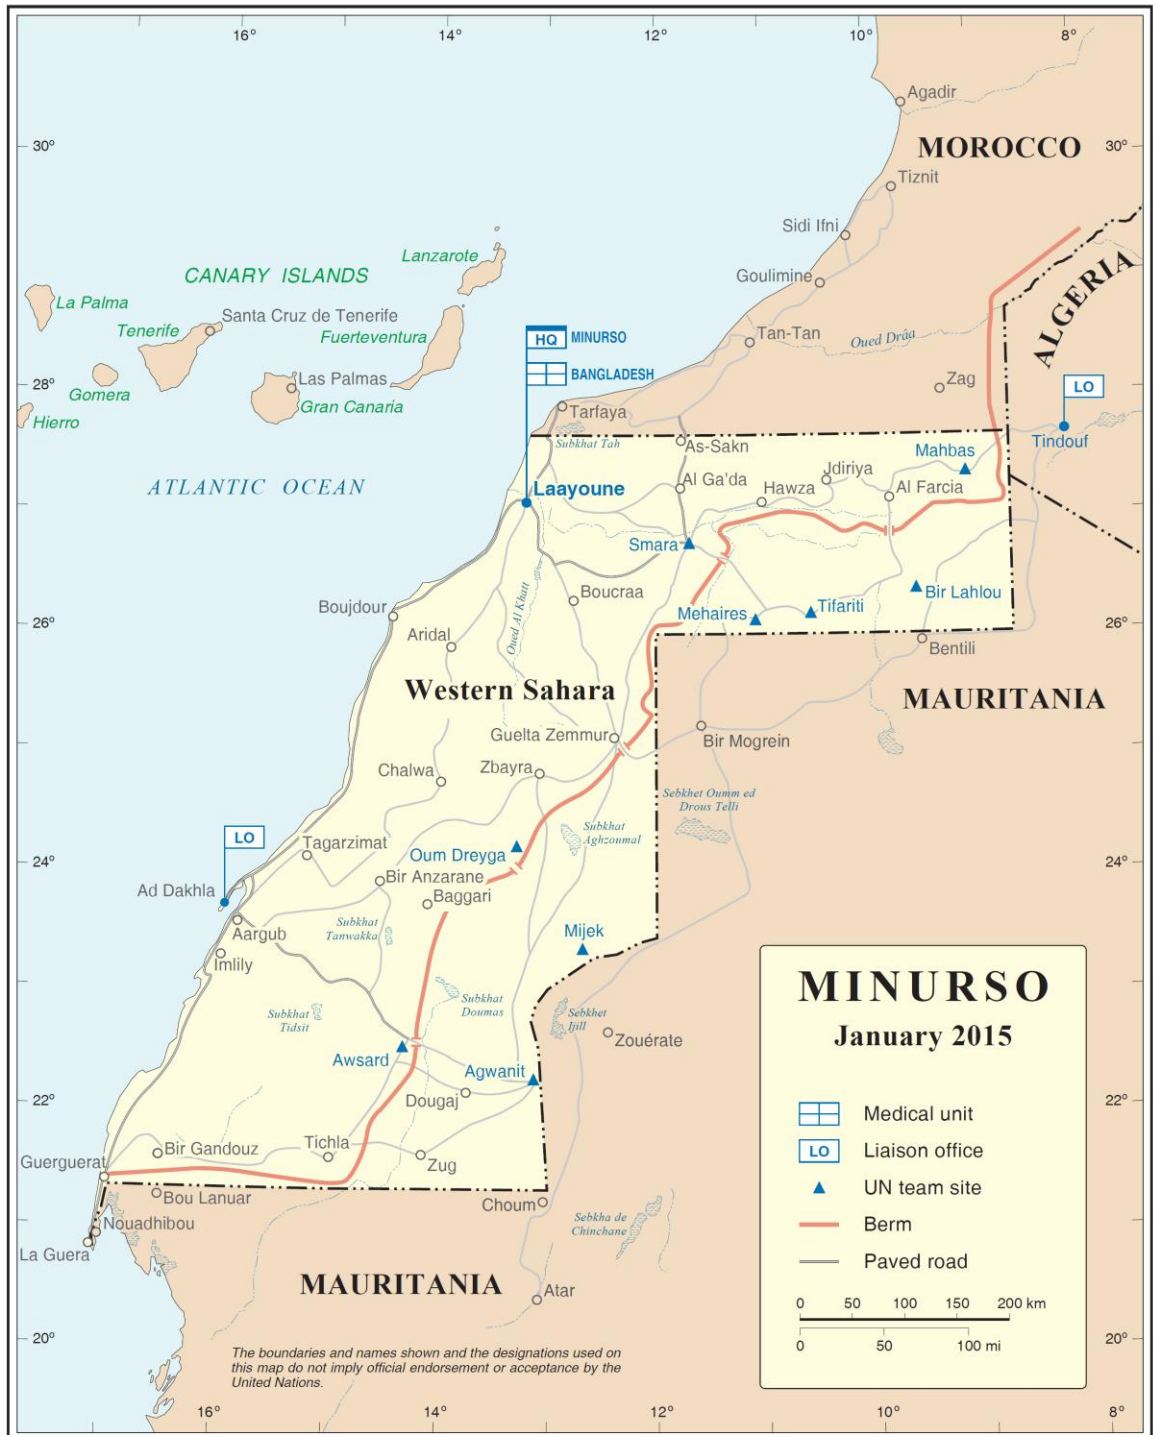 16°
14°
12°
10°
8°
Agadir
30°
MOROCCO
30°
Tiznit
Sidi Ifni
Lanzarote
CANARY ISLANDS
Goulimine
ALGERIA
La Palma
Santa Cruz de Tenerife
Tenerife
Fuerteventura
HQ MINURSO
Tan-Tan
Oued Drâa
BANGLADESH
28°
Las Palmas
Zag
LO
Gomera
Gran Canaria
Tarfaya
Hierro
Subkhat Tah
As-Sakn
Mahbas
Tindouf
Jdiriya
Al Ga'da
Hawza
Al Farcia
ATLANTIC OCEAN
Laayoune
Smara
Boucraa
Bir Lahlou
Boujdour
Oued Al Khatt
Mehaires
Tifariti
26°
26°
Aridal
Bentili
Western Sahara
MAURITANIA
Guelta Zemmur
Bir Mogrein
Chalwa
Zbayra
Sebkhet Oumm ed
Drous Telli
Subkhat
Aghzoumal
LO
Tagarzimat
24°
Oum Dreyga
24°
Ad Dakhla
Bir Anzarane
Baggari
Aargub
Subkhat
Tanwakka
Mijek
Imlily
Subkhat
Tidsit
Subkhat
Doumas
Sebkhet
Ijill
Zouérate
Awsard
Agwanit
22°
Dougaj
22°
Bir Gandouz
Tichla
Guerguerat
Zug
Bou Lanuar
Choum
Nouadhibou
Sebkha de
Chinchane
La Guera
MAURITANIA
Atar
20°
20°
The boundaries and names shown and the designations used on
this map do not imply official endorsement or acceptance by the
United Nations.
MINURSO
January 2015
Medical unit
LO Liaison office
UN team site
Berm
Paved road
0 50 100 150 200 km
0 50 100 mi
16°
14°
12°
10°
8°
28°